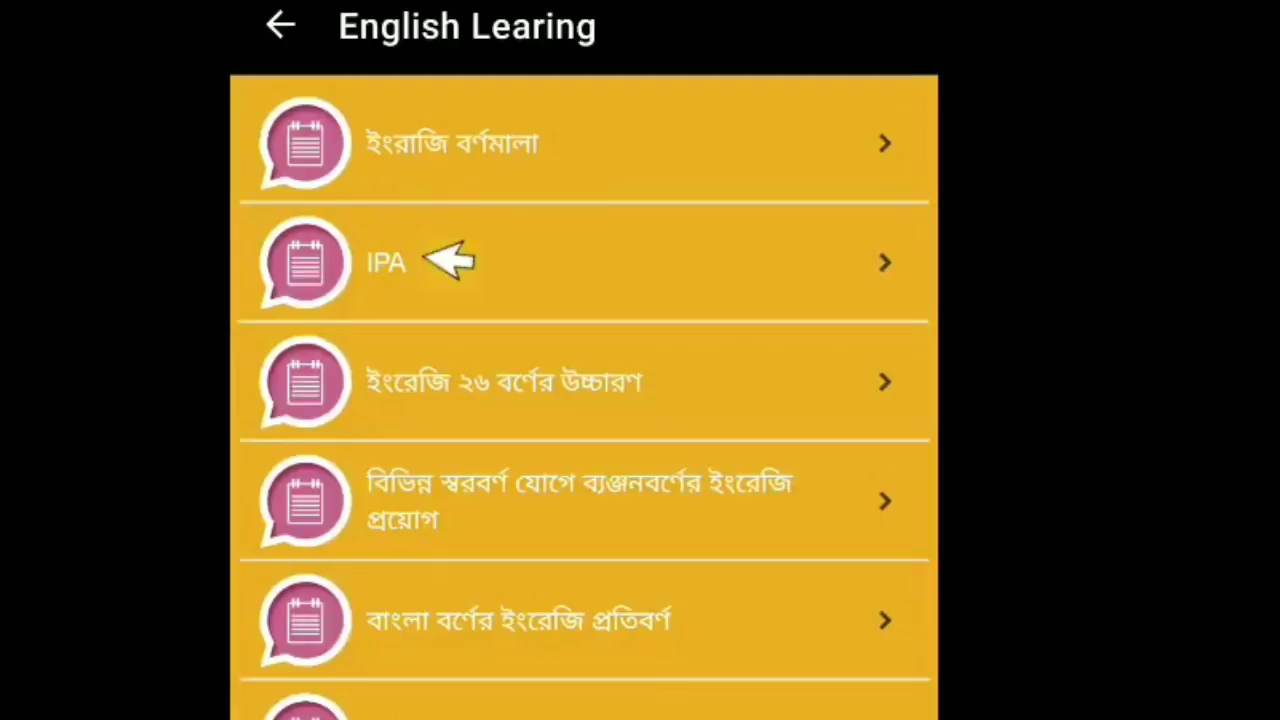 English Learing
ইংরাজি বর্ণমালা
IPA
ইংরেজি ২৬ বর্ণের উচ্চারণ
বিভিন্ন স্বরবর্ণ যোগে ব্যঞ্জনবর্ণের ইংরেজি
প্রয়োগ
বাংলা বর্ণের ইংরেজি প্রতিবর্ণ